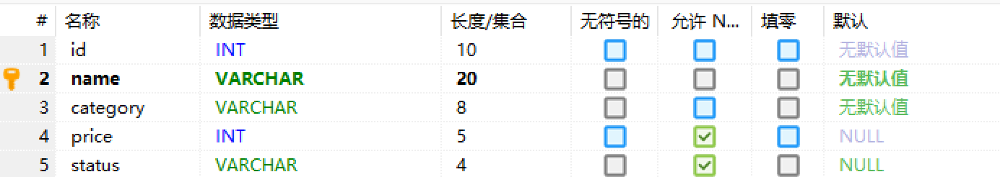 # 名称 数据类型 长度/集合 无符号的 允许 N... 填零 默认
1 id INT 10 无默认值
2 name VARCHAR 20 无默认值
3 category VARCHAR 8 无默认值
4 price INT 5 NULL
5 status VARCHAR 4 NULL